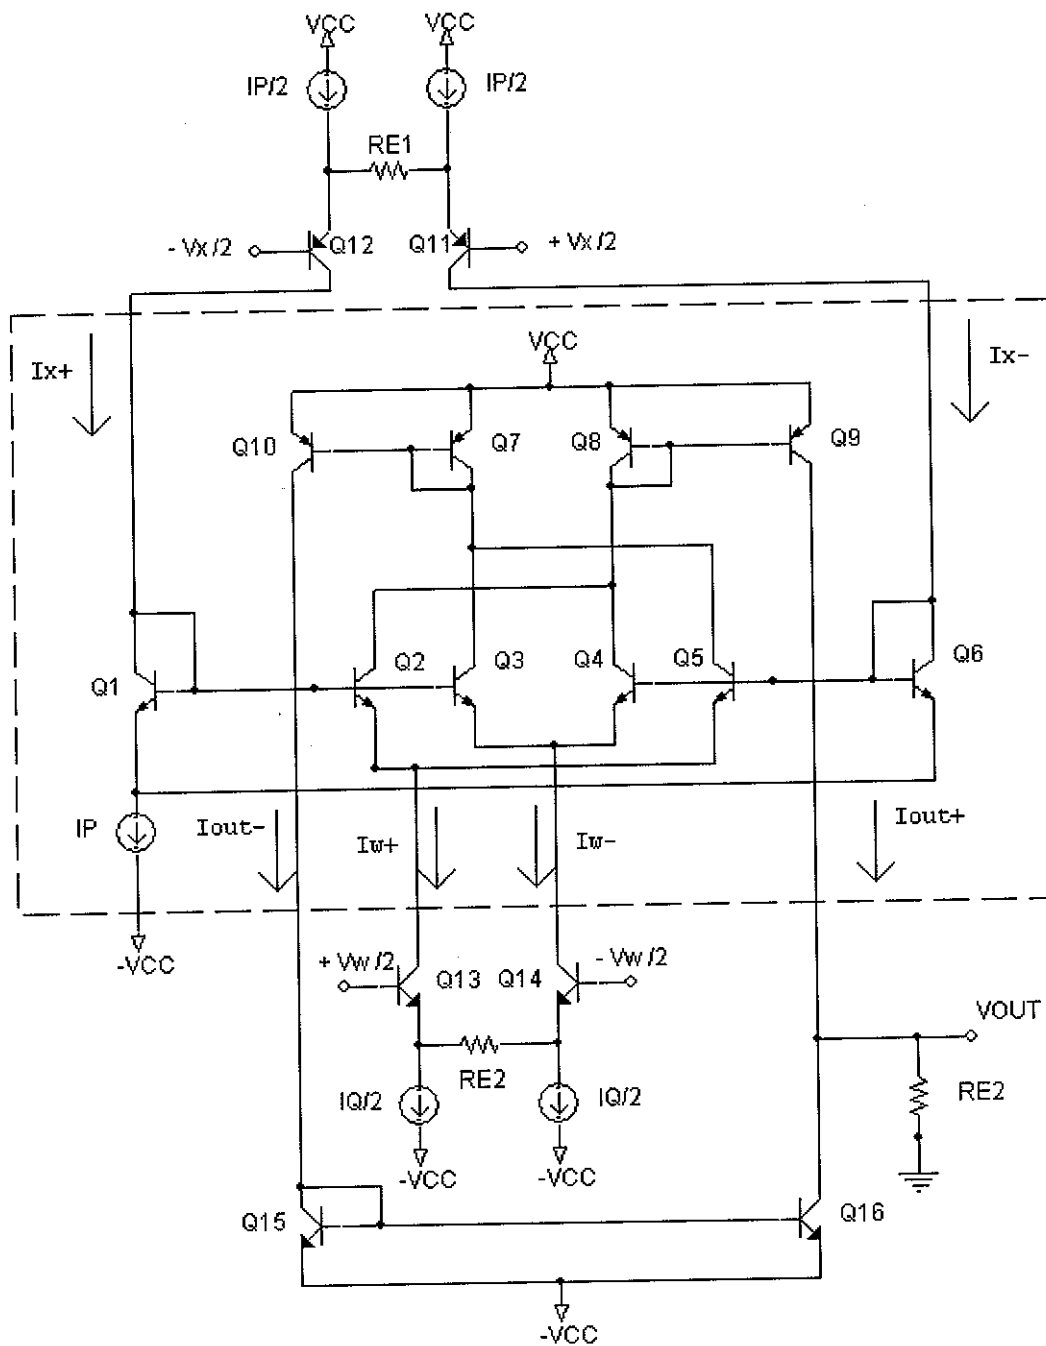 VCC VCC
IP/2 IP/2
RE1
- Vx/2 Q12 Q11 + Vx/2
VCC
Ix+ Ix-
Q10 Q7 Q8 Q9
Q1 Q2 Q3 Q4 Q5 Q6
IP Iout- Iw+ Iw- Iout+
-VCC
+ Vw/2 Q13 Q14 - Vw/2
VOUT
RE2
IQ/2 IQ/2 RE2
-VCC -VCC
Q15 Q16
-VCC